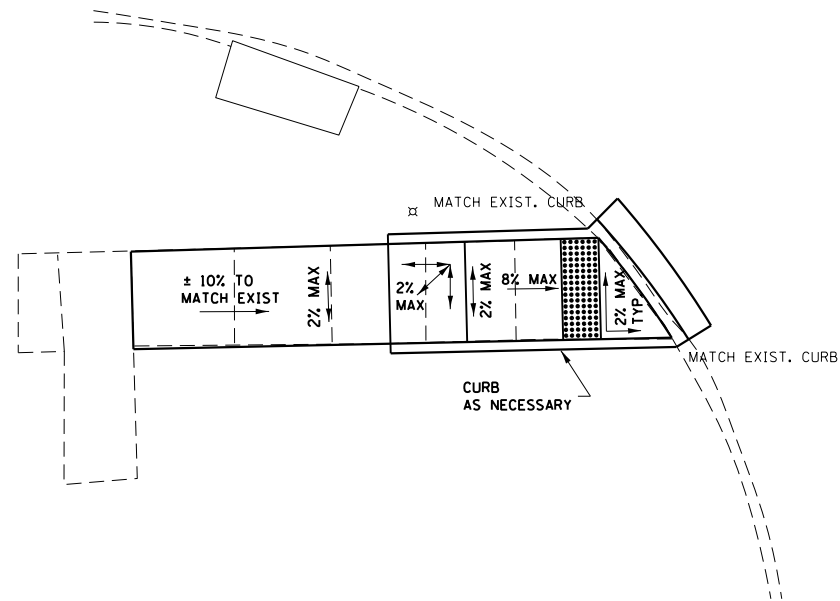 MATCH EXIST. CURB
± 10% TO
MATCH EXIST
2% MAX
2%
MAX
2% MAX
8% MAX
2% MAX
TYP
MATCH EXIST. CURB
CURB
AS NECESSARY